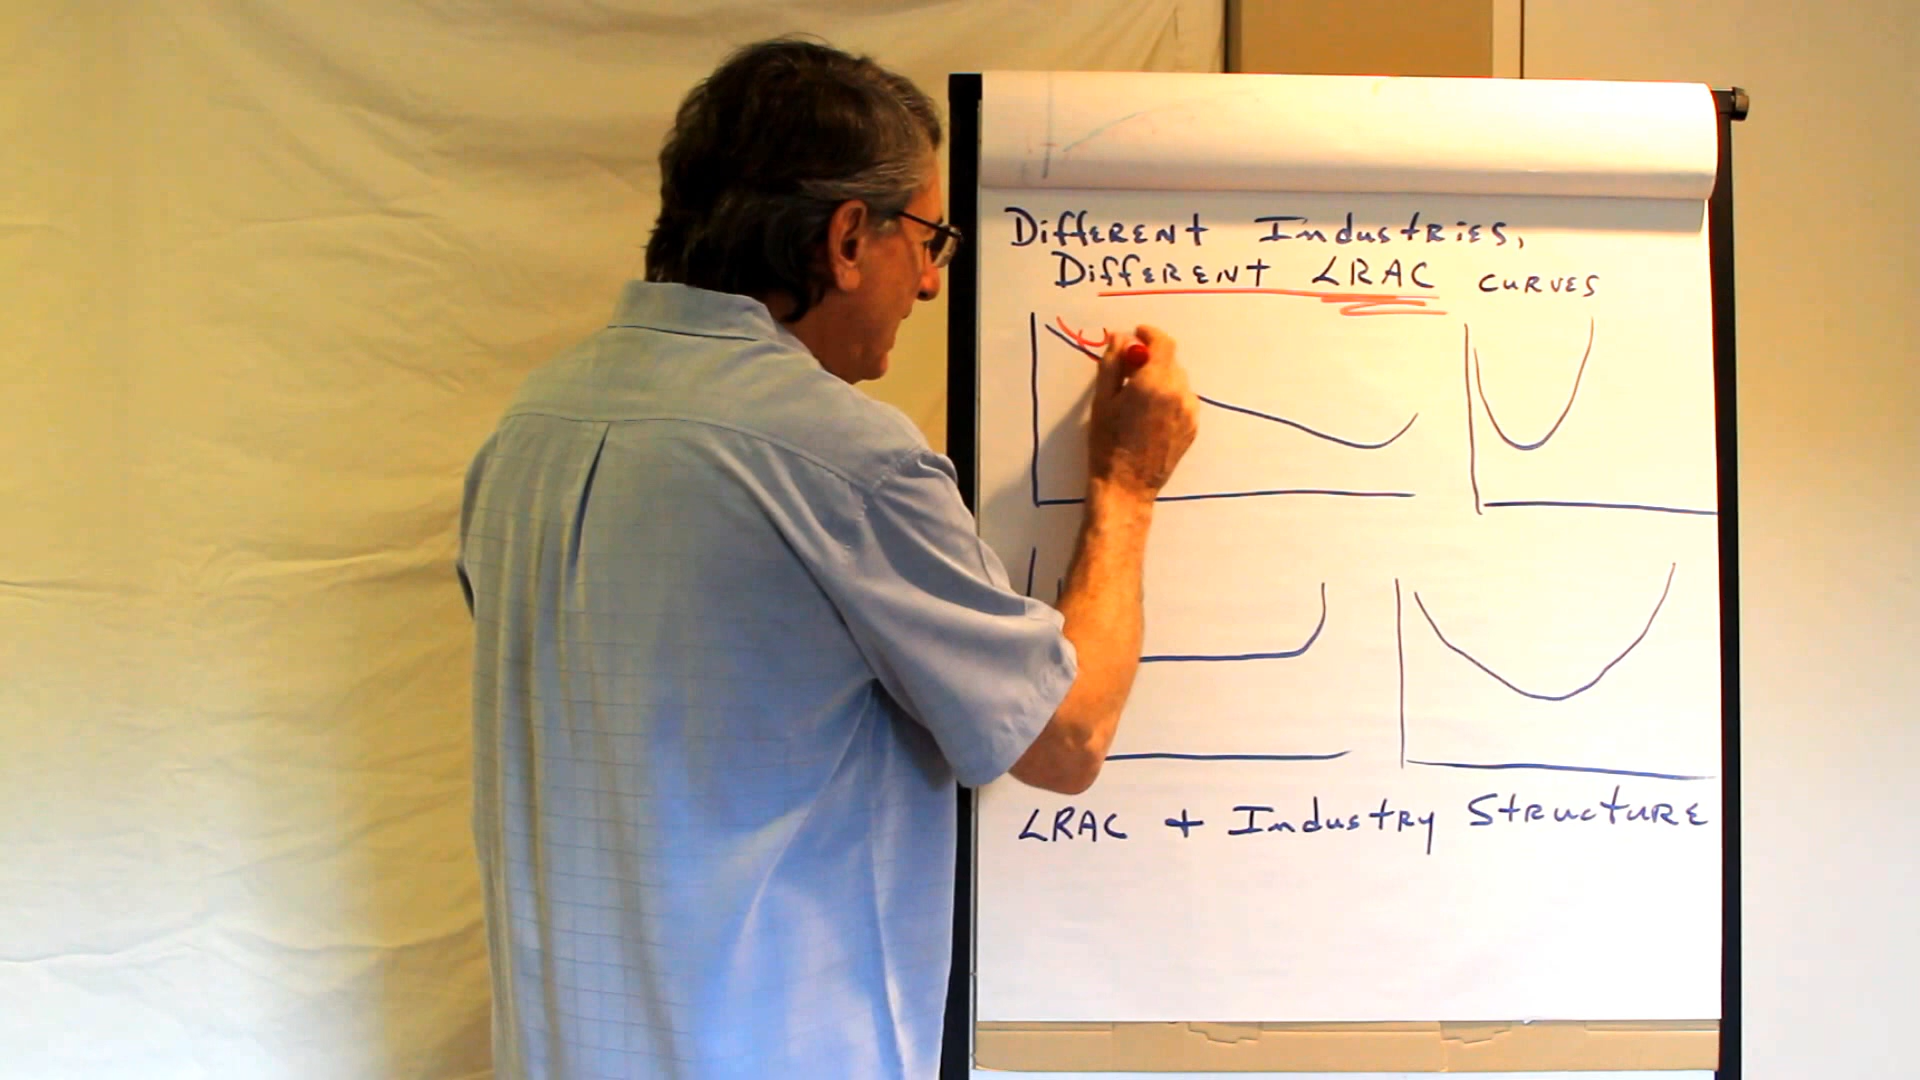 Different Industries,
Different LRAC curves
LRAC + Industry Structure